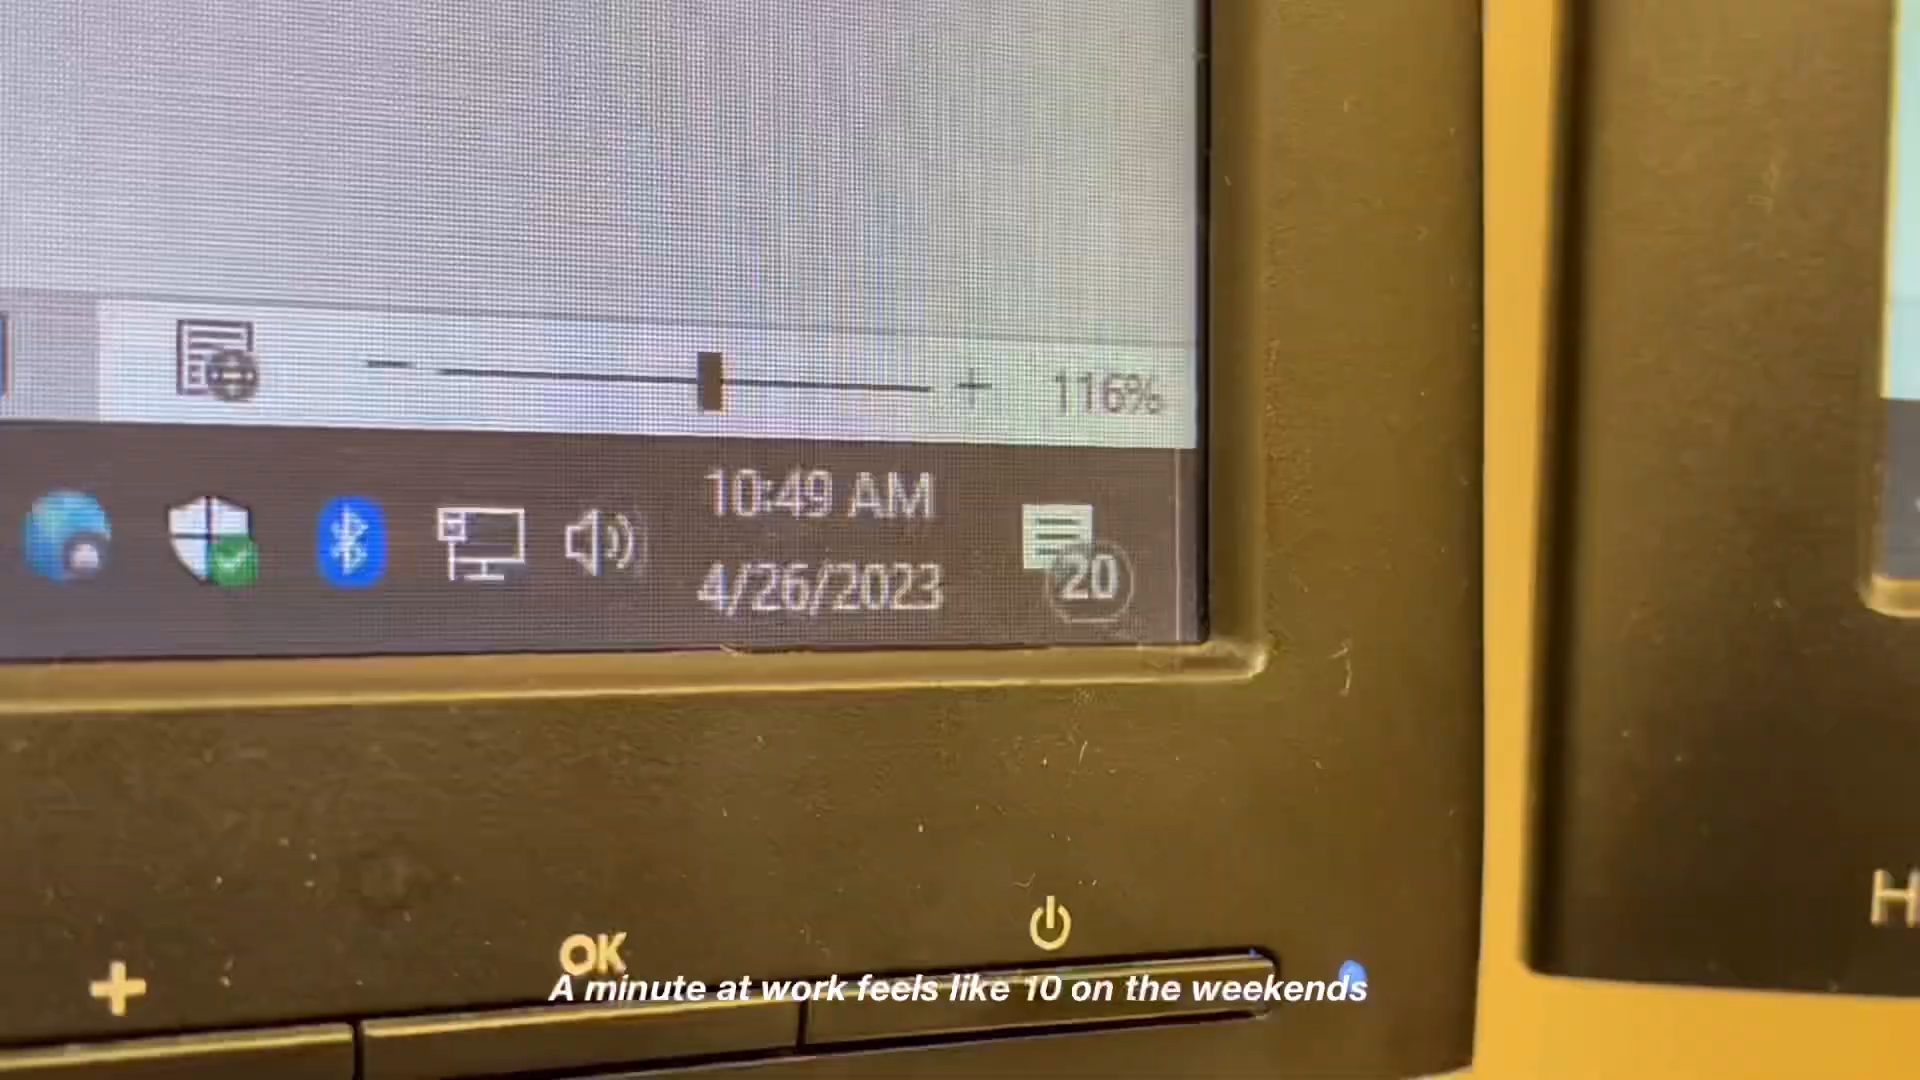 116%
10:49 AM
4/26/2023
20
OK
A minute at work feels like 10 on the weekends
H